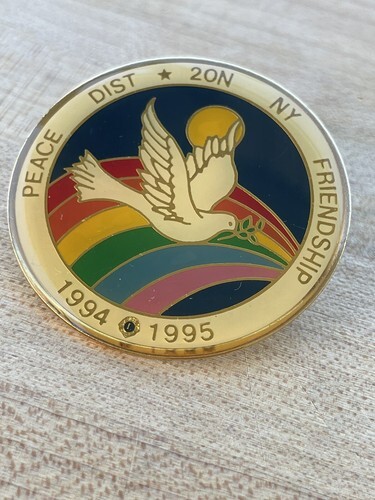 PEACE DIST ★ 20N NY FRIENDSHIP
1994 1995